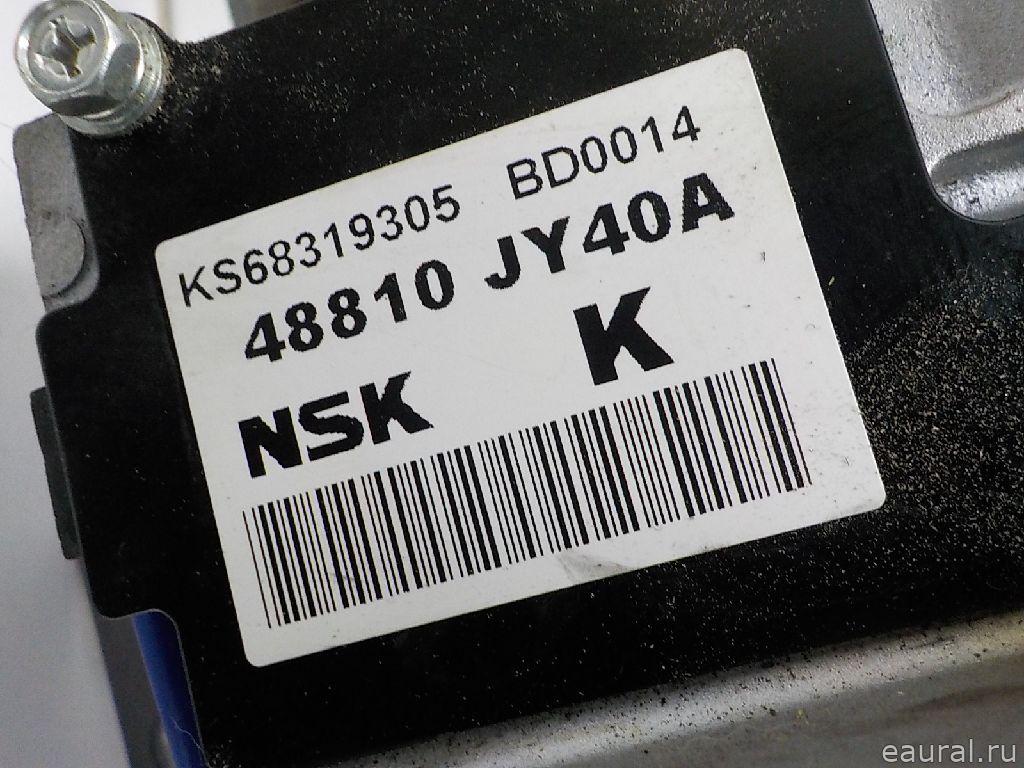 KS68319305 BD0014
48810 JY40A
NSK K
eaural.ru